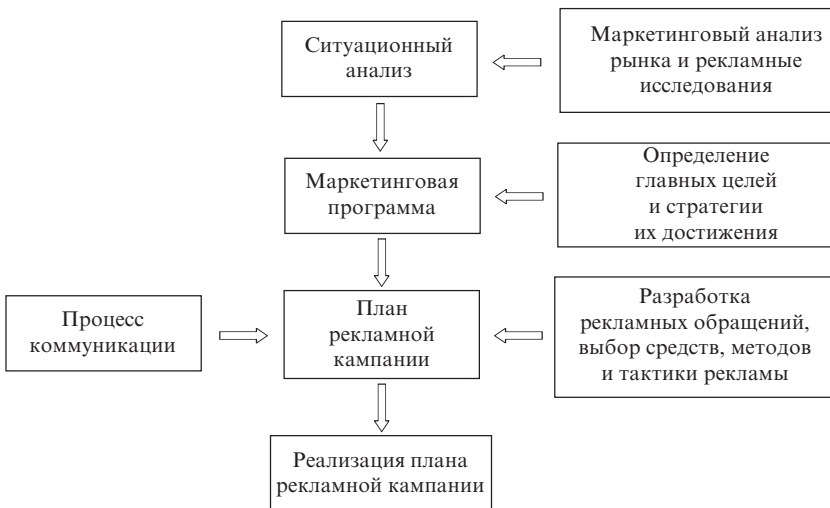 Ситуационный
анализ
Маркетинговый анализ
рынка и рекламные
исследования
Маркетинговая
программа
Определение
главных целей
и стратегии
их достижения
Процесс
коммуникации
План
рекламной
кампании
Разработка
рекламных обращений,
выбор средств, методов
и тактики рекламы
Реализация плана
рекламной кампании